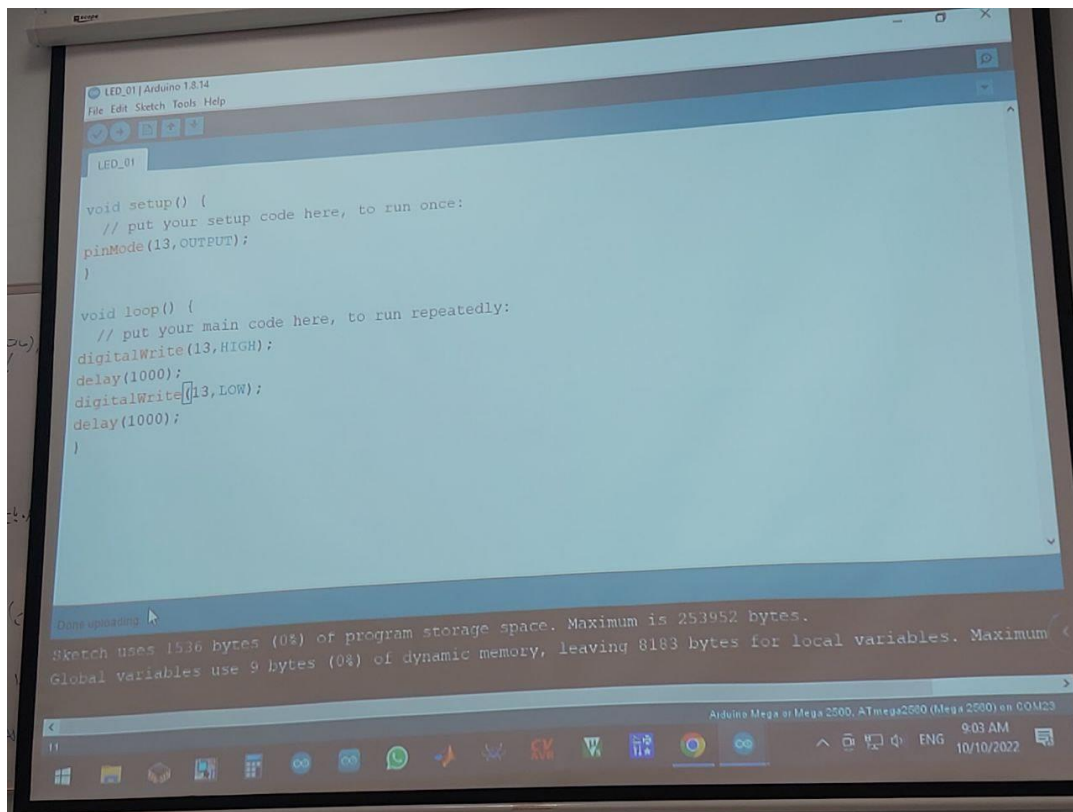 LED_01 | Arduino 1.8.14
File Edit Sketch Tools Help
LED_01
void setup() {
// put your setup code here, to run once:
pinMode(13,OUTPUT);
}
void loop() {
// put your main code here, to run repeatedly:
digitalWrite(13,HIGH);
delay(1000);
digitalWrite(13,LOW);
delay(1000);
}
Done uploading.
Sketch uses 1536 bytes (0%) of program storage space. Maximum is 253952 bytes.
Global variables use 9 bytes (0%) of dynamic memory, leaving 8183 bytes for local variables. Maximum
11
Arduino Mega or Mega 2560, ATmega2560 (Mega 2560) on COM23
CV
AVR
ENG
9:03 AM
10/10/2022